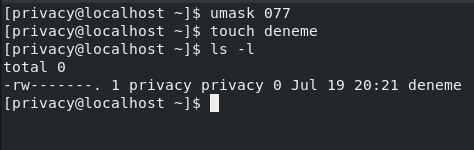 [privacy@localhost ~]$ umask 077
[privacy@localhost ~]$ touch deneme
[privacy@localhost ~]$ ls -l
total 0
-rw-------. 1 privacy privacy 0 Jul 19 20:21 deneme
[privacy@localhost ~]$